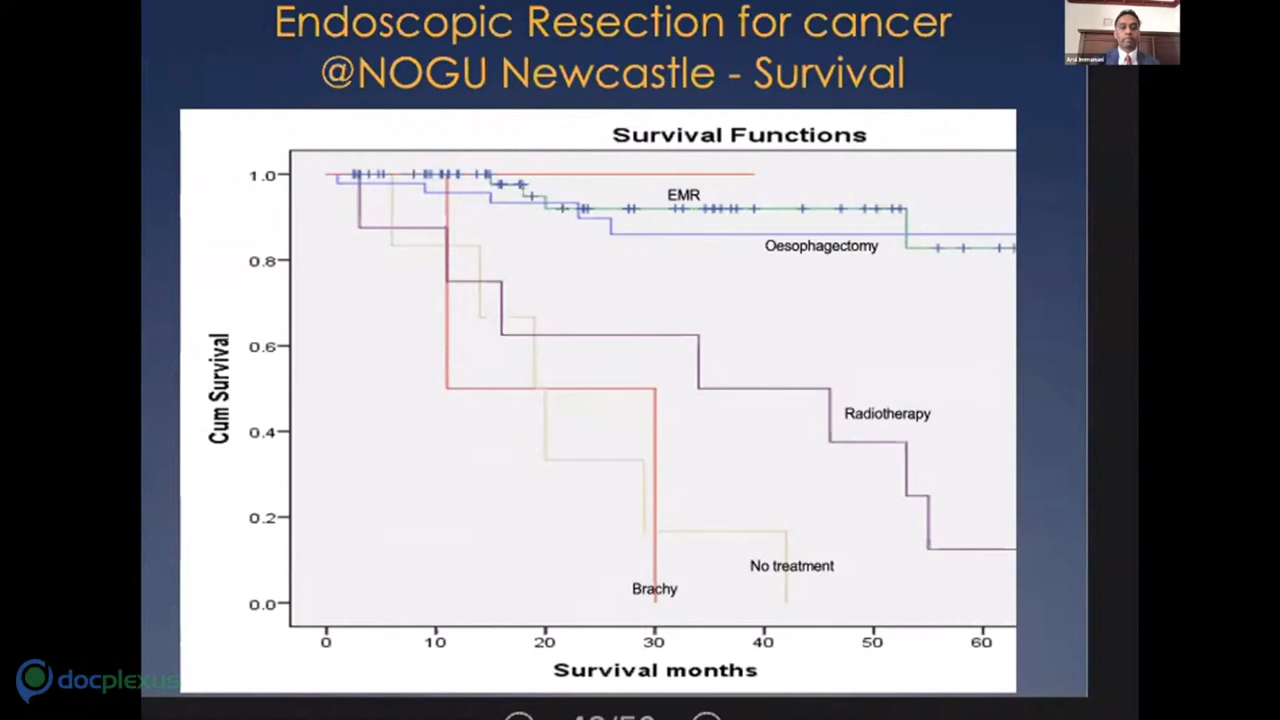 Endoscopic Resection for cancer
@NOGU Newcastle - Survival
Arul Immanuel
Survival Functions
1.0
0.8
0.6
0.4
0.2
0.0
Cum Survival
EMR
Oesophagectomy
Radiotherapy
No treatment
Brachy
0 10 20 30 40 50 60
Survival months
docplexus